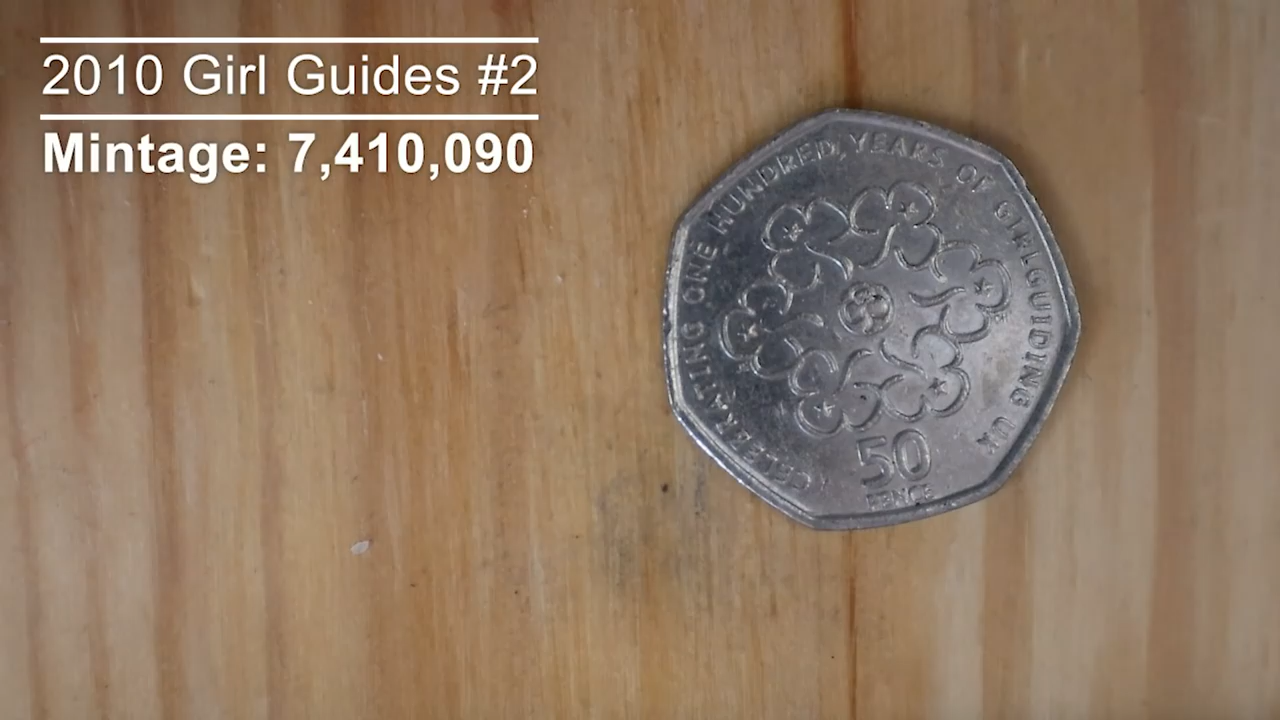 2010 Girl Guides #2
Mintage: 7,410,090
CELEBRATING ONE HUNDRED YEARS OF GIRLGUIDING UK
50
PENCE